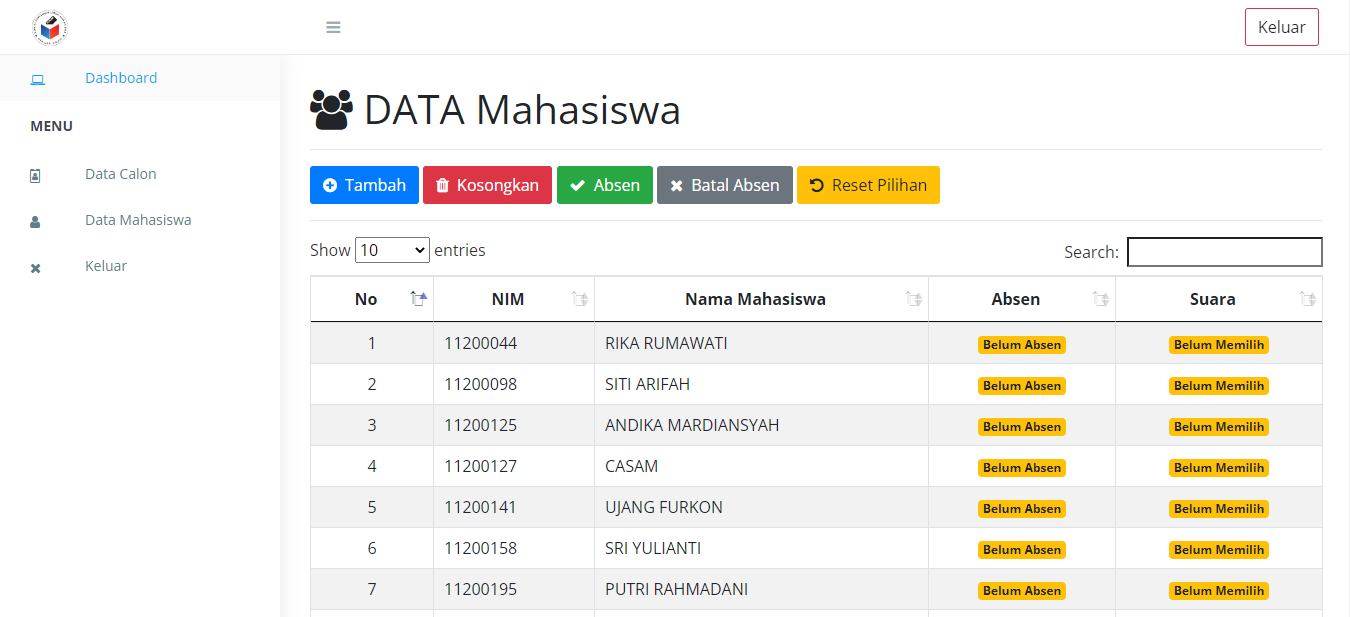 Keluar
Dashboard
MENU
Data Calon
Data Mahasiswa
Keluar
DATA Mahasiswa
Tambah Kosongkan Absen Batal Absen Reset Pilihan
Show 10 entries Search:
No NIM Nama Mahasiswa Absen Suara
1 11200044 RIKA RUMAWATI Belum Absen Belum Memilih
2 11200098 SITI ARIFAH Belum Absen Belum Memilih
3 11200125 ANDIKA MARDIANSYAH Belum Absen Belum Memilih
4 11200127 CASAM Belum Absen Belum Memilih
5 11200141 UJANG FURKON Belum Absen Belum Memilih
6 11200158 SRI YULIANTI Belum Absen Belum Memilih
7 11200195 PUTRI RAHMADANI Belum Absen Belum Memilih